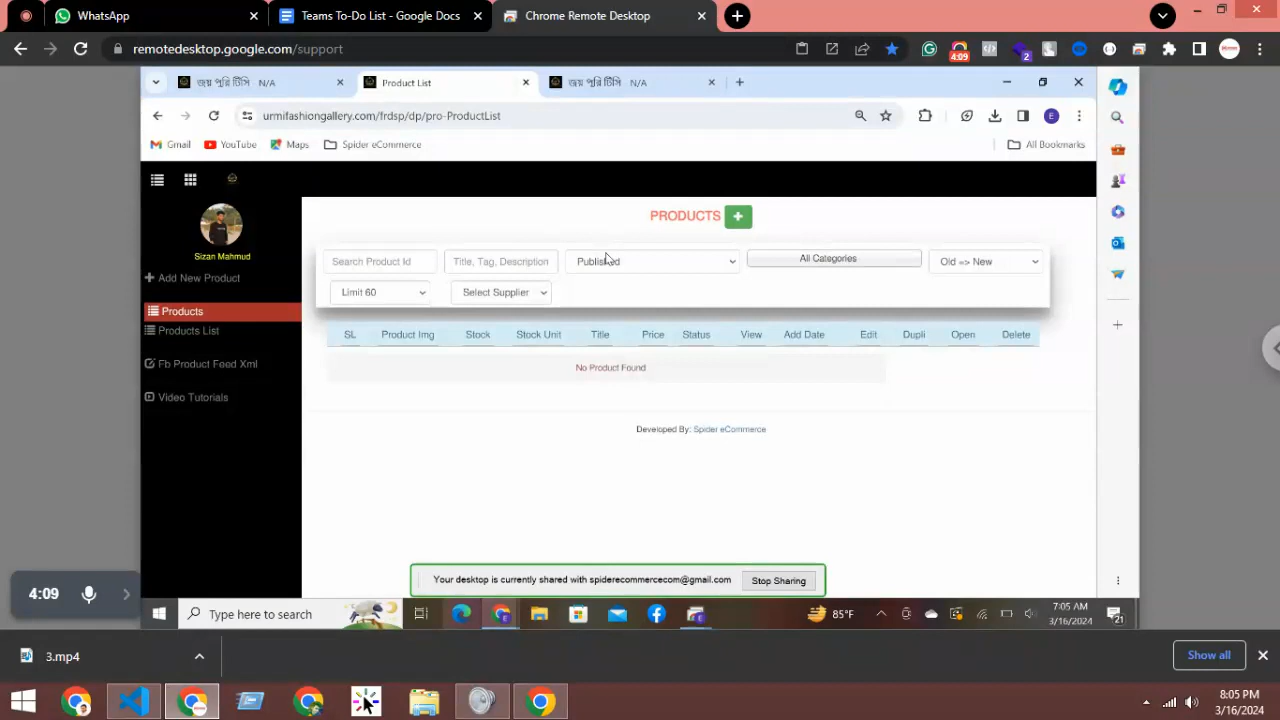 WhatsApp
Teams To-Do List - Google Docs
Chrome Remote Desktop
remotedesktop.google.com/support
4:09
2
N/A
Product List
N/A
urmifashiongallery.com/rdsp/dp/pro-ProductList
E
Gmail
YouTube
Maps
Spider eCommerce
All Bookmarks
PRODUCTS
Sizan Mahmud
Add New Product
Search Product Id
Title, Tag, Description
Published
All Categories
Old => New
Limit 60
Select Supplier
Products
Products List
SL Product Img Stock Stock Unit Title Price Status View Add Date Edit Dupli Open Delete
Fb Product Feed Xml
No Product Found
Video Tutorials
Developed By: Spider eCommerce
Your desktop is currently shared with spiderecommercecom@gmail.com
Stop Sharing
4:09
Type here to search
85°F
7:05 AM
3/16/2024
21
3.mp4
Show all
8:05 PM
3/16/2024